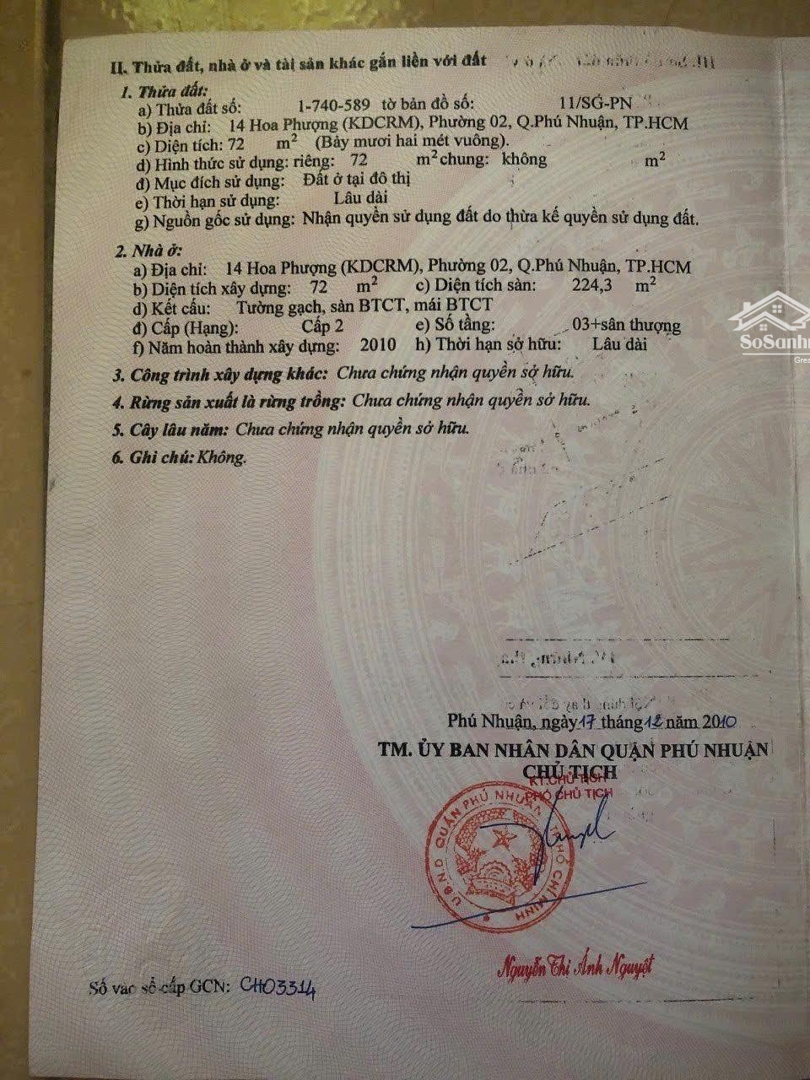 II. Thửa đất, nhà ở và tài sản khác gắn liền với đất
1. Thửa đất:
a) Thửa đất số: 1-740-589 tờ bản đồ số: 11/SG-PN
b) Địa chỉ: 14 Hoa Phượng (KDCRM), Phường 02, Q.Phú Nhuận, TP.HCM
c) Diện tích: 72 m² (Bảy mươi hai mét vuông).
d) Hình thức sử dụng: riêng: 72 m² chung: không m²
đ) Mục đích sử dụng: Đất ở tại đô thị
e) Thời hạn sử dụng: Lâu dài
g) Nguồn gốc sử dụng: Nhận quyền sử dụng đất do thừa kế quyền sử dụng đất.
2. Nhà ở:
a) Địa chỉ: 14 Hoa Phượng (KDCRM), Phường 02, Q.Phú Nhuận, TP.HCM
b) Diện tích xây dựng: 72 m² c) Diện tích sàn: 224,3 m²
d) Kết cấu: Tường gạch, sàn BTCT, mái BTCT
đ) Cấp (Hạng): Cấp 2 e) Số tầng: 03+sân thượng
f) Năm hoàn thành xây dựng: 2010 h) Thời hạn sở hữu: Lâu dài
3. Công trình xây dựng khác: Chưa chứng nhận quyền sở hữu.
4. Rừng sản xuất là rừng trồng: Chưa chứng nhận quyền sở hữu.
5. Cây lâu năm: Chưa chứng nhận quyền sở hữu.
6. Ghi chú: Không.
SoSanh
Phú Nhuận, ngày 17 tháng 12 năm 2010
TM. ỦY BAN NHÂN DÂN QUẬN PHÚ NHUẬN
CHỦ TỊCH
KT.CHỦ TỊCH
PHÓ CHỦ TỊCH
U.B.N.D QUẬN PHÚ NHUẬN T.P HỒ CHÍ MINH
Nguyễn Thị Ánh Nguyệt
Số vào sổ cấp GCN: CH03314